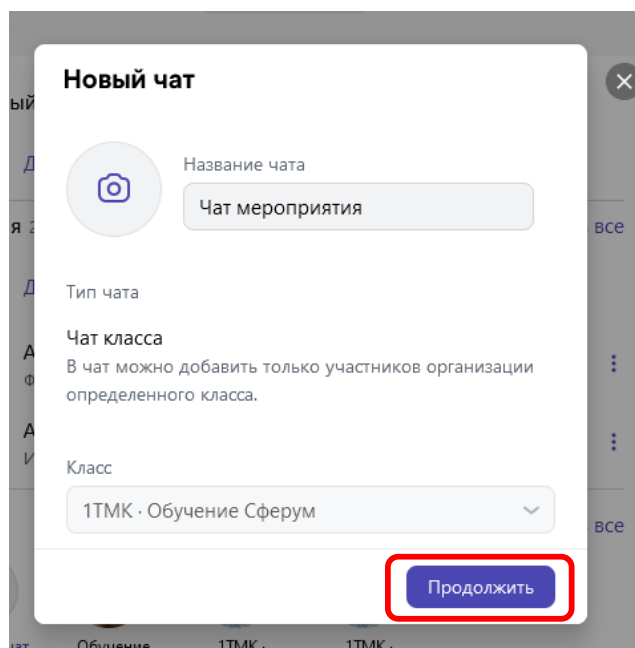 Новый чат
ый
Название чата
Чат мероприятия
я
все
Тип чата
Чат класса
В чат можно добавить только участников организации
определенного класса.
Класс
1ТМК · Обучение Сферум
все
Продолжить
Обучение
1ТМК ·
1ТМК ·